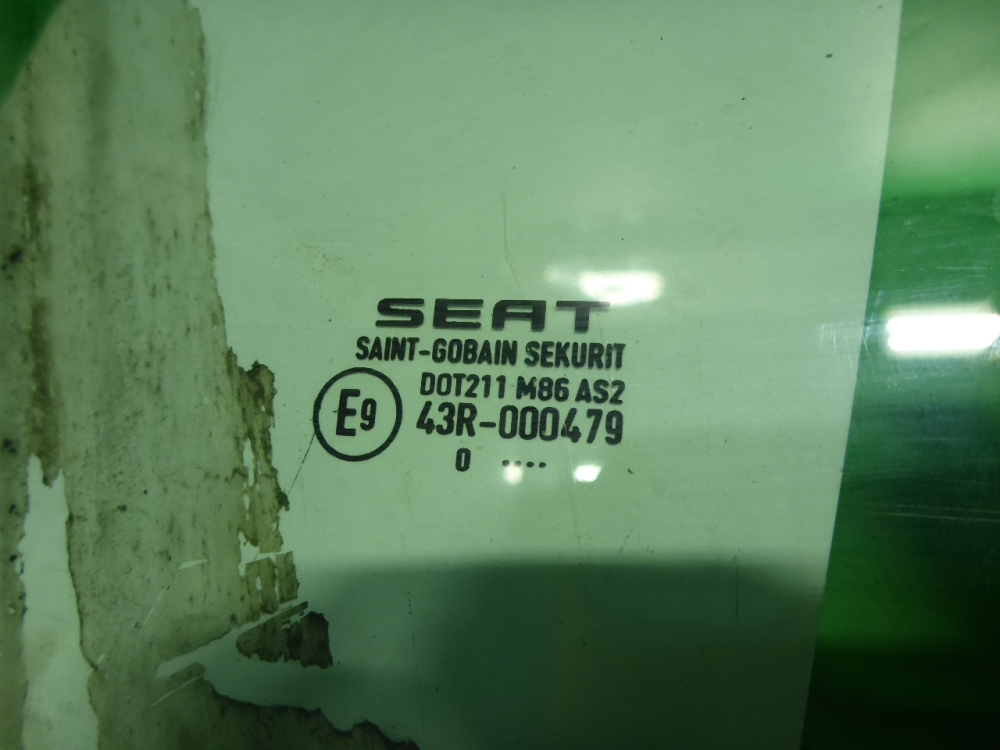 SEAT
SAINT-GOBAIN SEKURIT
DOT211 M86 AS2
E9 43R-000479
0 ....